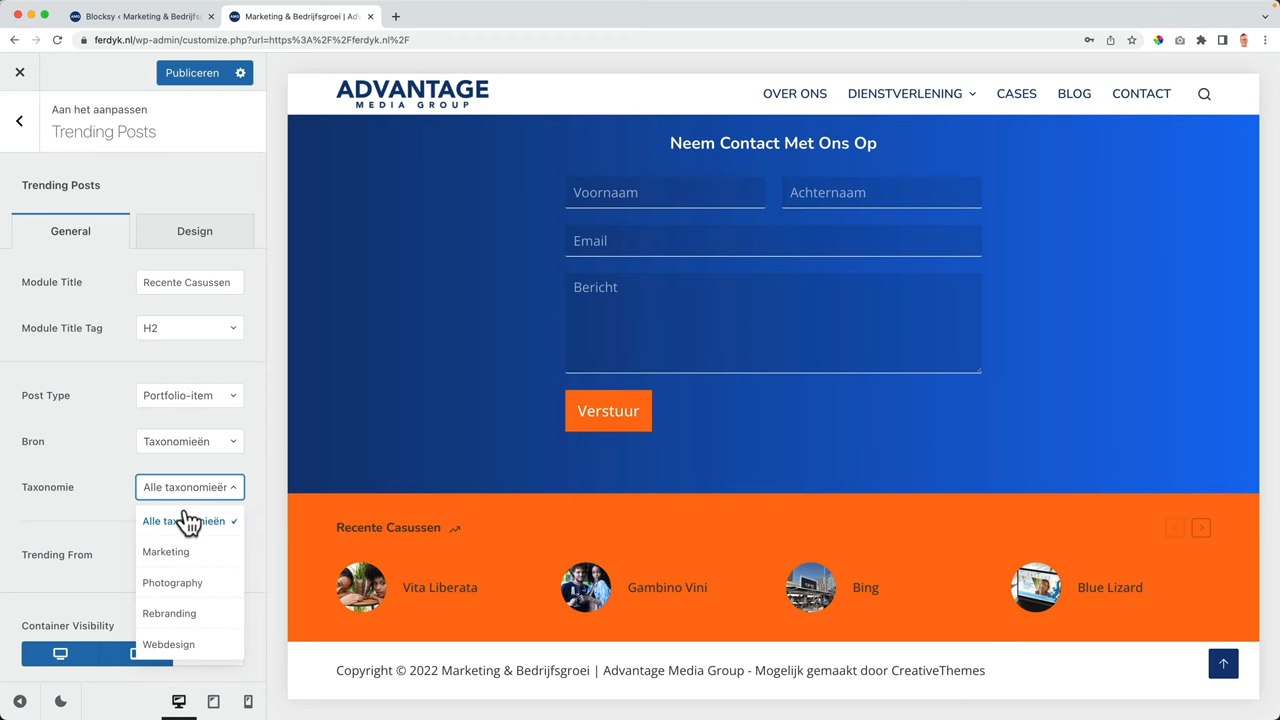 Blocksy ‹ Marketing & Bedrijfsg
Marketing & Bedrijfsgroei | Adv
ferdyk.nl/wp-admin/customize.php?url=https%3A%2F%2Fferdyk.nl%2F
Publiceren
Aan het aanpassen
Trending Posts
Trending Posts
General
Design
Module Title
Recente Casussen
Module Title Tag
H2
Post Type
Portfolio-item
Bron
Taxonomieën
Taxonomie
Alle taxonomieën
Marketing
Photography
Rebranding
Webdesign
Trending From
Container Visibility
ADVANTAGE
MEDIA GROUP
OVER ONS
DIENSTVERLENING
CASES
BLOG
CONTACT
Neem Contact Met Ons Op
Voornaam
Achternaam
Email
Bericht
Verstuur
Recente Casussen
Vita Liberata
Gambino Vini
Bing
Blue Lizard
Copyright © 2022 Marketing & Bedrijfsgroei | Advantage Media Group - Mogelijk gemaakt door CreativeThemes